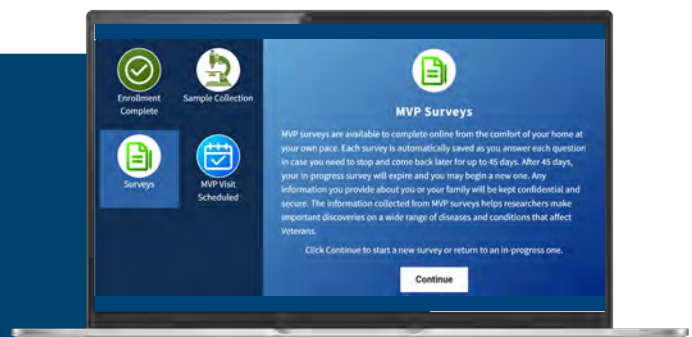 Enrollment
Complete
Sample Collection
Surveys
MVP Visit
Scheduled
MVP Surveys
MVP surveys are available to complete online from the comfort of your home at
your own pace. Each survey is automatically saved as you answer each question
in case you need to stop and come back later for up to 45 days. After 45 days,
your in-progress survey will expire and you may begin a new one. Any
information you provide about you or your family will be kept confidential and
secure. The information collected from MVP surveys helps researchers make
important discoveries on a wide range of diseases and conditions that affect
Veterans.
Click Continue to start a new survey or return to an in-progress one.
Continue